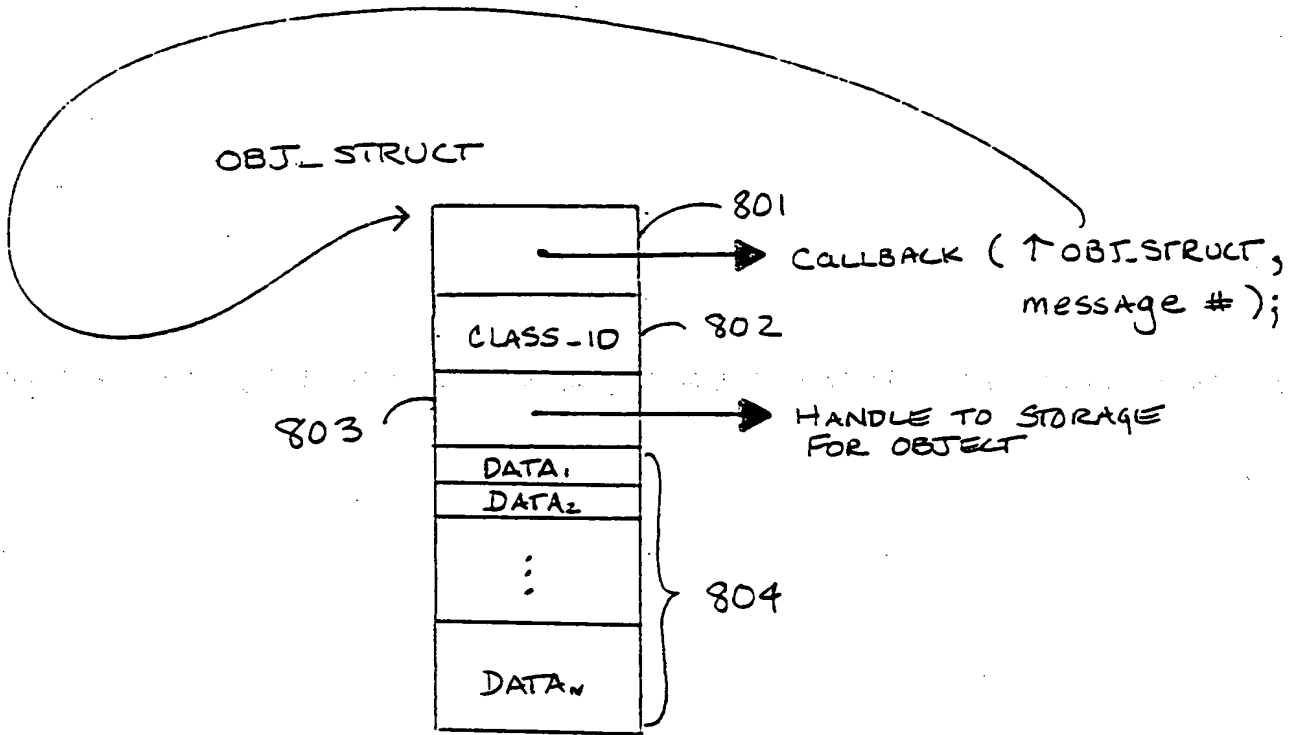 OBJ_STRUCT
801
CALLBACK (↑OBJ_STRUCT,
message #);
CLASS_ID
802
803
HANDLE TO STORAGE
FOR OBJECT
DATA₁
DATA₂
⋮
804
DATAₙ